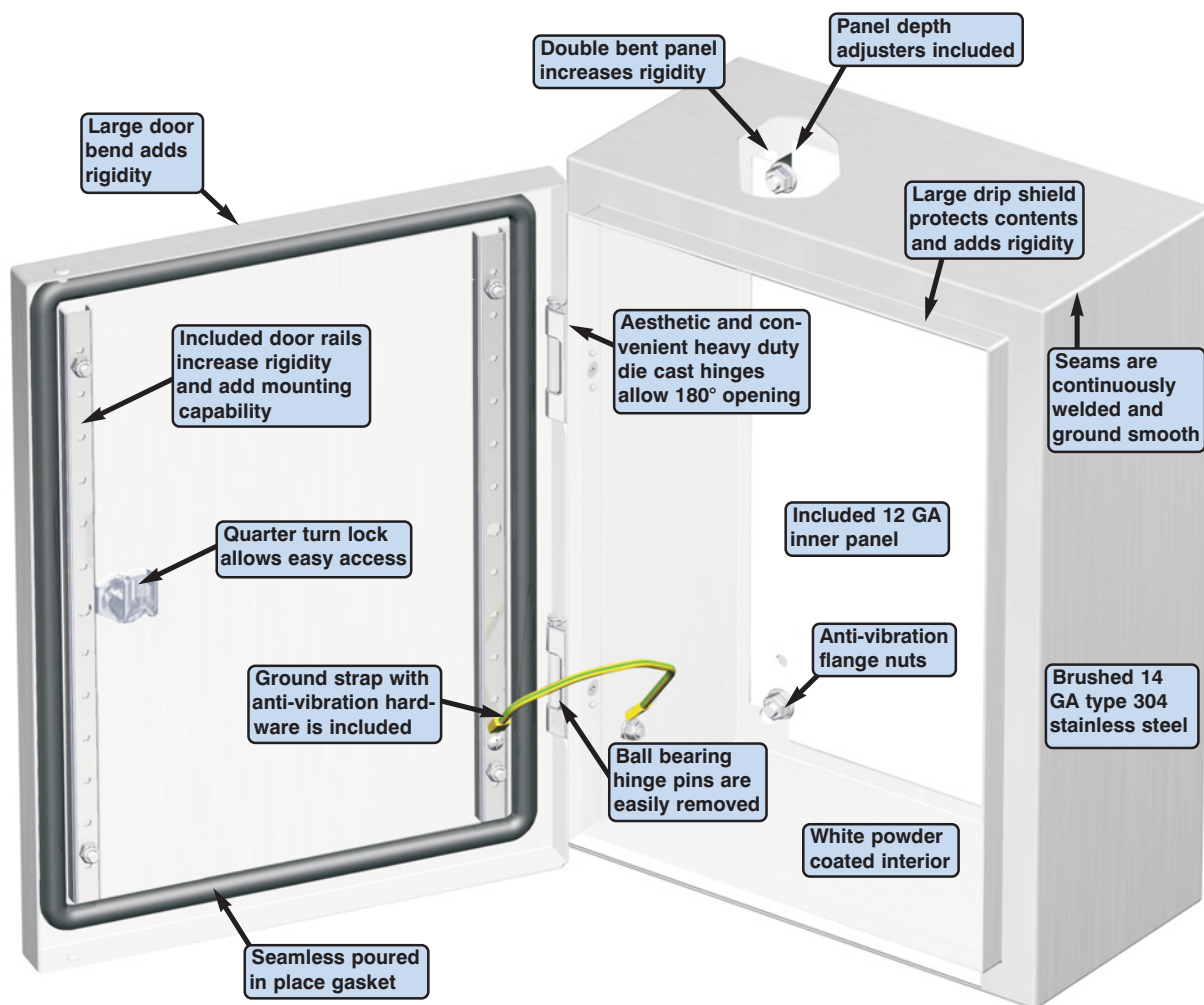 Double bent panel
increases rigidity
Panel depth
adjusters included
Large door
bend adds
rigidity
Large drip shield
protects contents
and adds rigidity
Included door rails
increase rigidity
and add mounting
capability
Aesthetic and con-
venient heavy duty
die cast hinges
allow 180° opening
Seams are
continuously
welded and
ground smooth
Quarter turn lock
allows easy access
Included 12 GA
inner panel
Anti-vibration
flange nuts
Ground strap with
anti-vibration hard-
ware is included
Brushed 14
GA type 304
stainless steel
Ball bearing
hinge pins are
easily removed
White powder
coated interior
Seamless poured
in place gasket